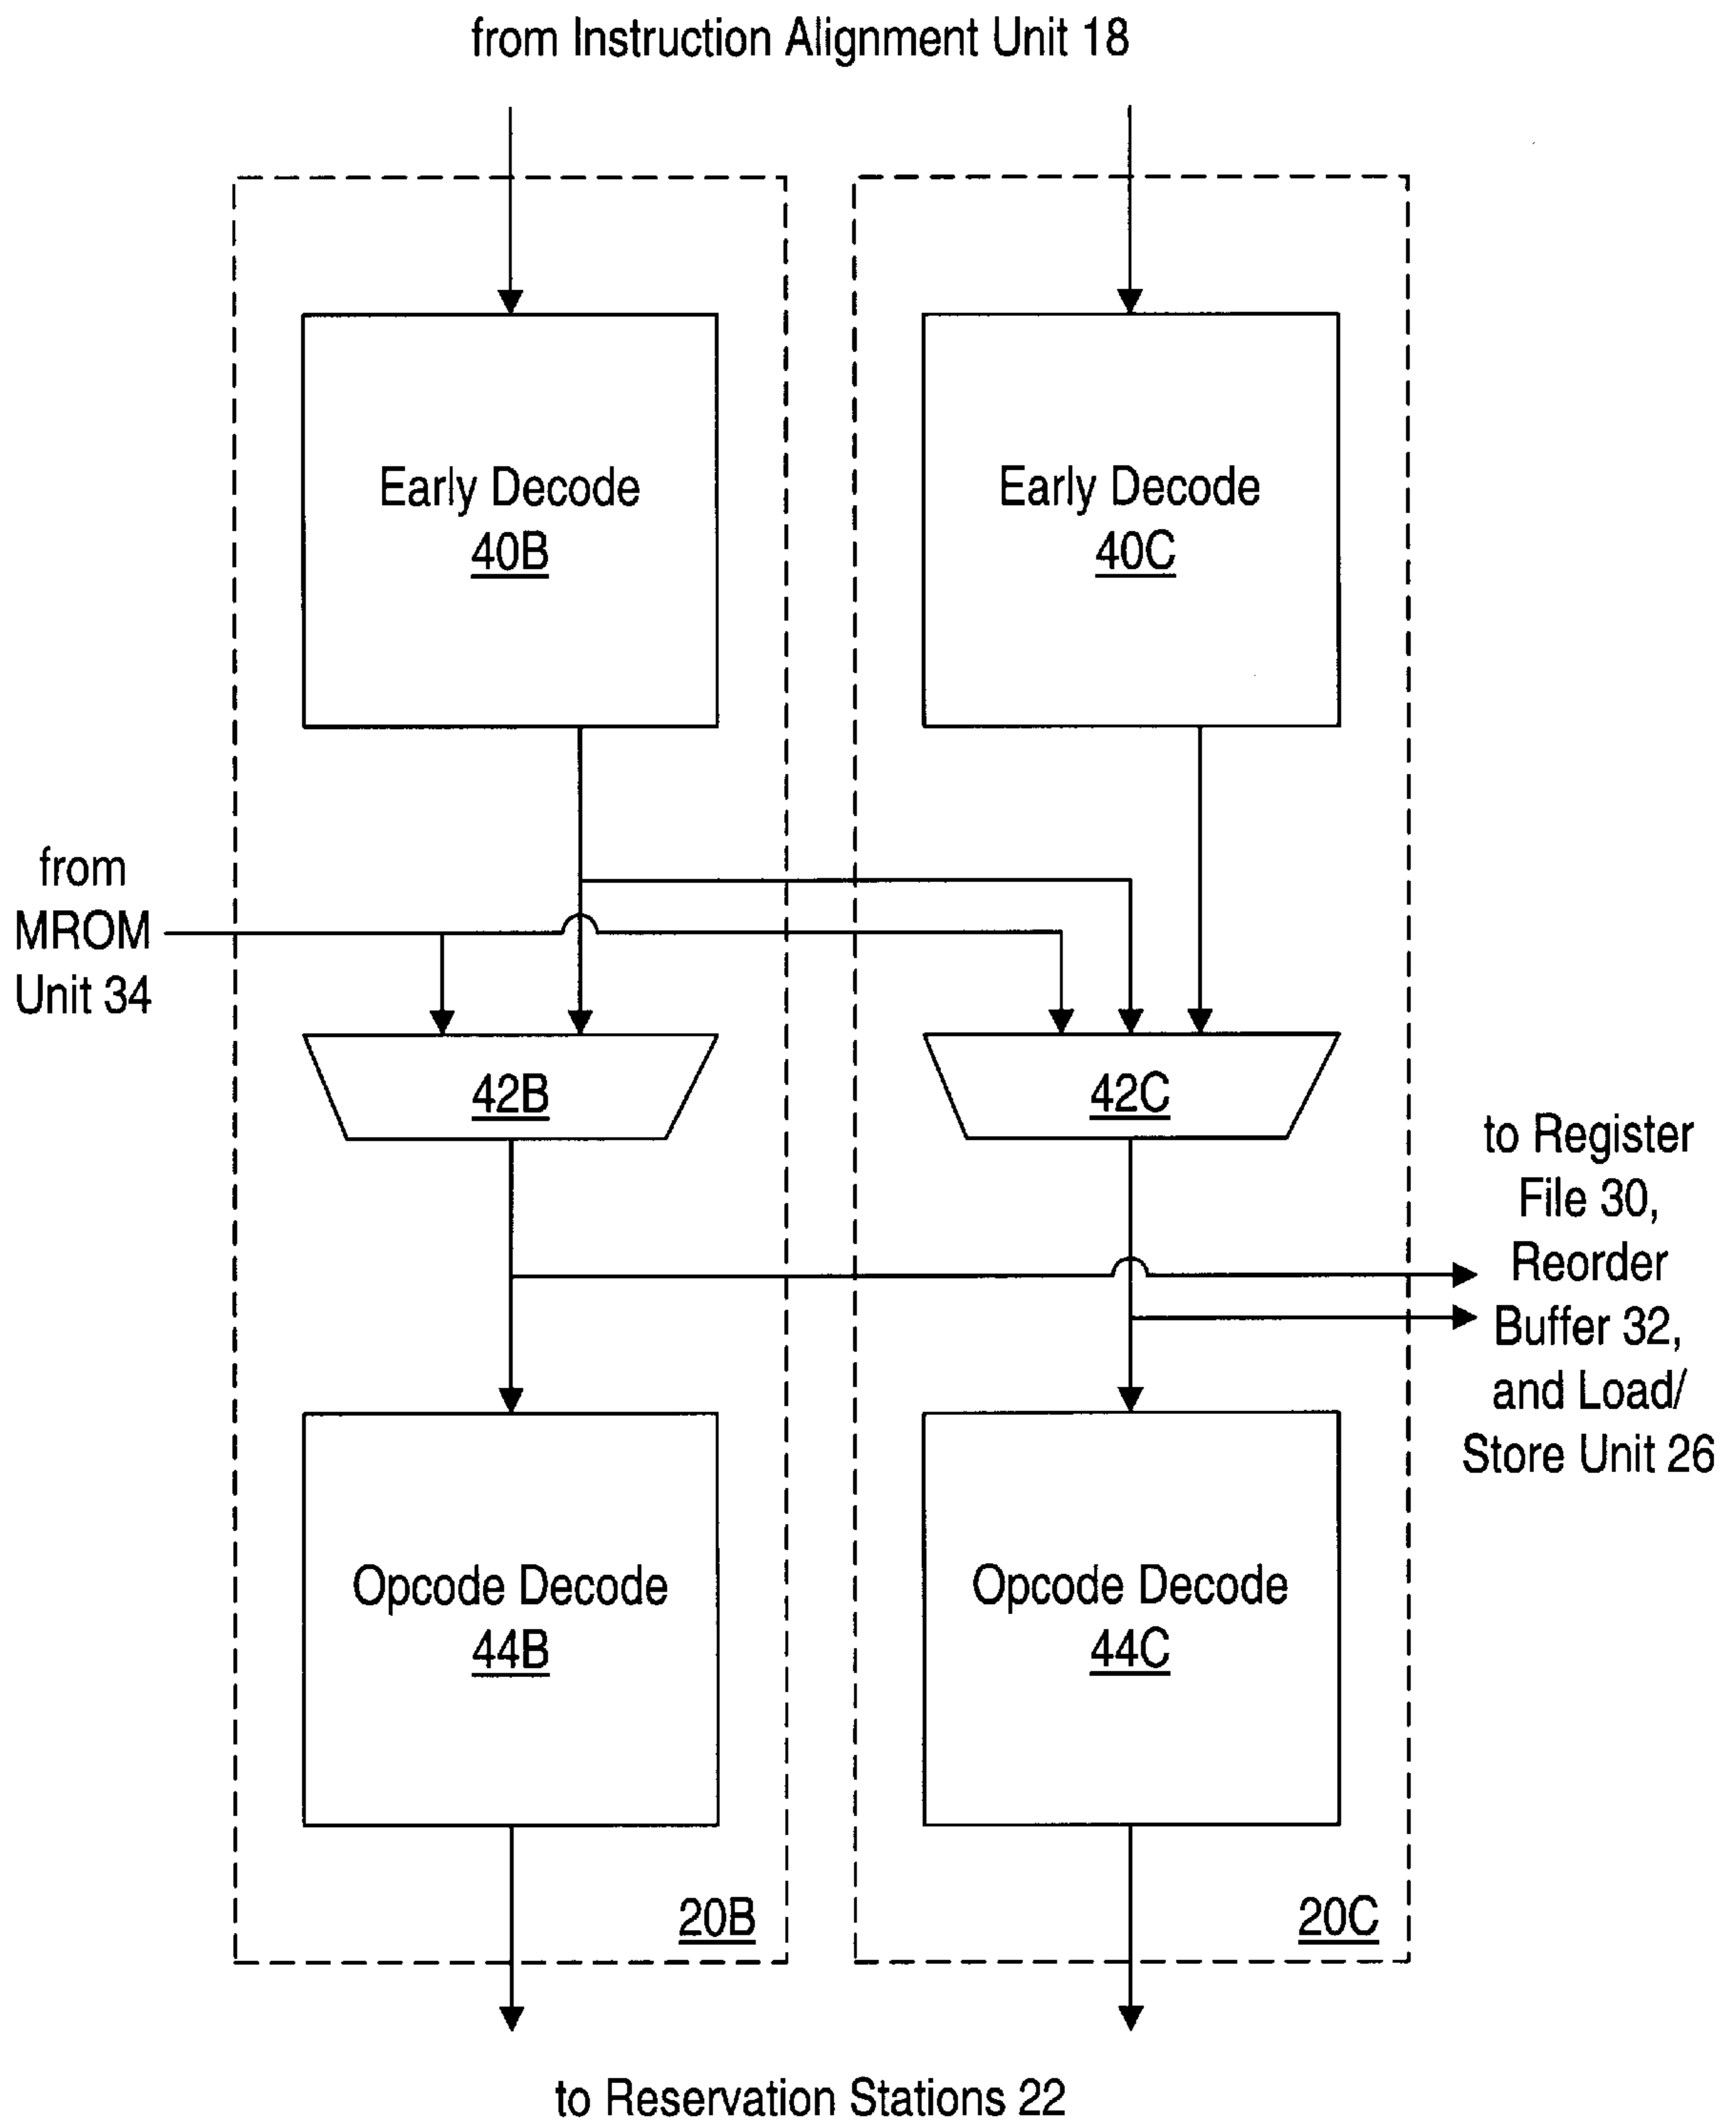 from Instruction Alignment Unit 18
Early Decode
40B
Early Decode
40C
from
MROM
Unit 34
42B
42C
to Register
File 30,
Reorder
Buffer 32,
and Load/
Store Unit 26
Opcode Decode
44B
Opcode Decode
44C
20B
20C
to Reservation Stations 22